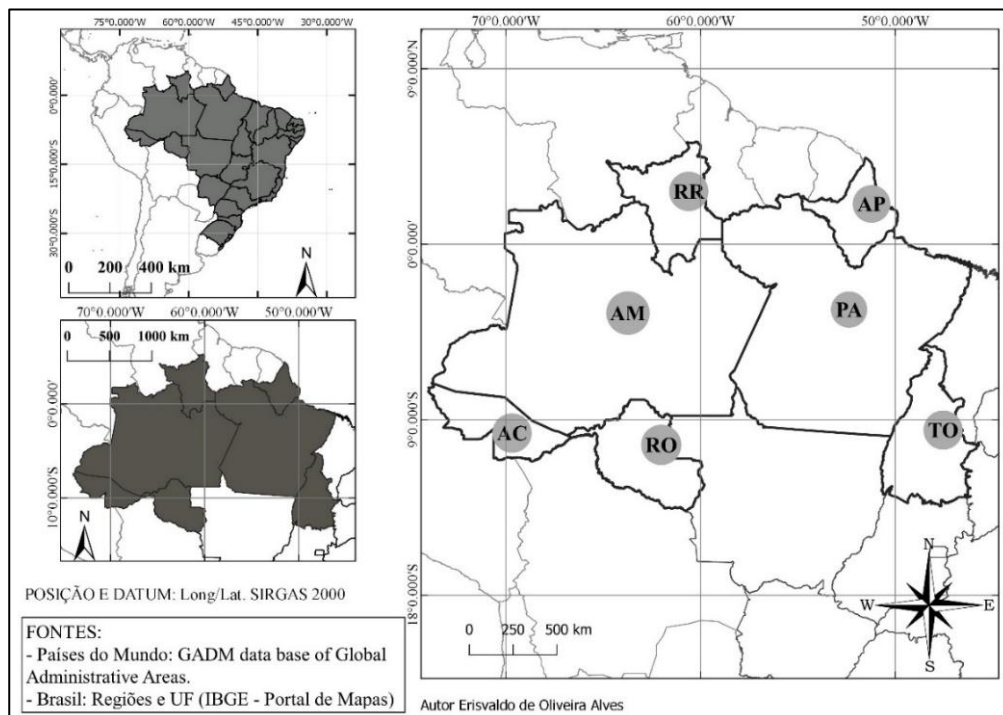 75°0.000'W 60°0.000'W 45°0.000'W 30°0.000'W
0°0.000'
15°0.000'S
30°0.000'S
0 200 400 km
N
70°0.000'W 60°0.000'W 50°0.000'W
0 500 1000 km
0°0.000'
10°0.000'S
N
POSIÇÃO E DATUM: Long/Lat. SIRGAS 2000
FONTES:
- Países do Mundo: GADM data base of Global
Administrative Areas.
- Brasil: Regiões e UF (IBGE - Portal de Mapas)
70°0.000'W 60°0.000'W 50°0.000'W
9°0.000'N
0°0.000'
9°0.000'S
18°0.000'S
RR
AP
AM
PA
AC
RO
TO
N
W E
S
0 250 500 km
Autor Erisvaldo de Oliveira Alves